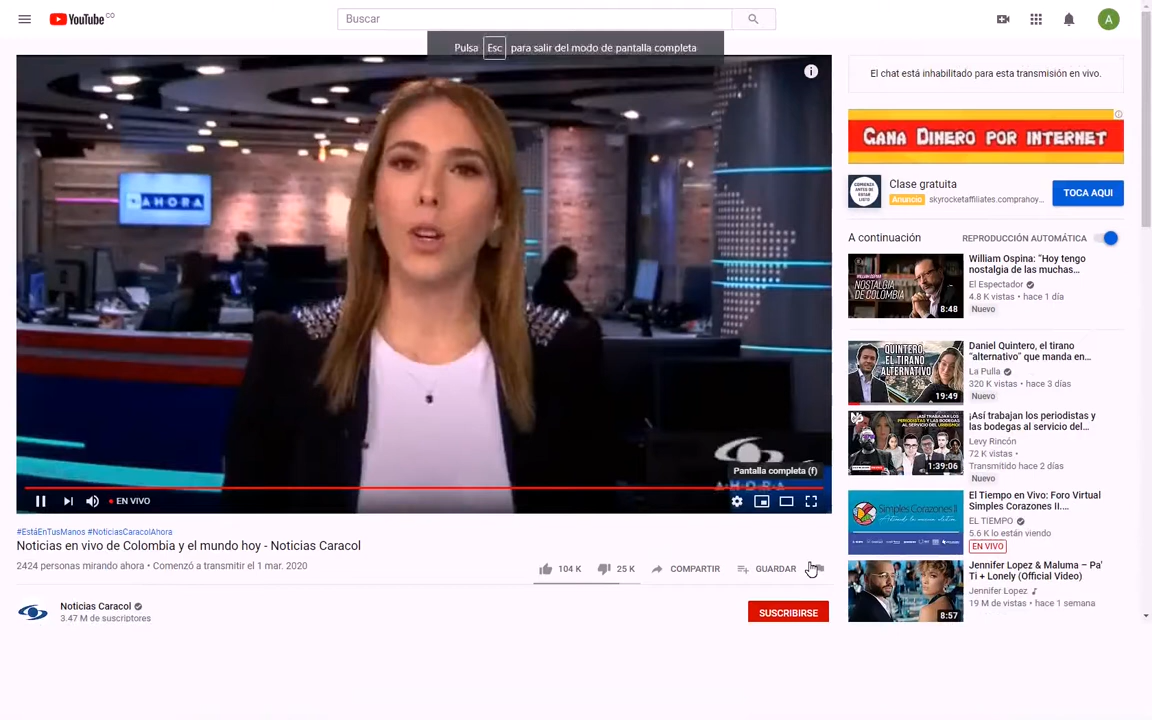 YouTube CO
Buscar
A
Pulsa Esc para salir del modo de pantalla completa
AHORA
Pantalla completa (f)
AHORA
EN VIVO
#EstáEnTusManos #NoticiasCaracolAhora
Noticias en vivo de Colombia y el mundo hoy - Noticias Caracol
2424 personas mirando ahora • Comenzó a transmitir el 1 mar. 2020
104 K
25 K
COMPARTIR
GUARDAR
Noticias Caracol
3.47 M de suscriptores
SUSCRIBIRSE
El chat está inhabilitado para esta transmisión en vivo.
GANA DINERO POR INTERNET
Clase gratuita
Anuncio skyrocketaffiliates.comprahoy...
TOCA AQUI
A continuación
REPRODUCCIÓN AUTOMÁTICA
NOSTALGIA
DE COLOMBIA
8:48
William Ospina: "Hoy tengo
nostalgia de las muchas...
El Espectador
4.8 K vistas • hace 1 día
Nuevo
QUINTERO
EL TIRANO
ALTERNATIVO
19:49
Daniel Quintero, el tirano
"alternativo" que manda en...
La Pulla
320 K vistas • hace 3 días
Nuevo
1:39:06
¡Así trabajan los periodistas y
las bodegas al servicio del...
Levy Rincón
72 K vistas •
Transmitido hace 2 días
Nuevo
Simples Corazones II
El Tiempo en Vivo: Foro Virtual
Simples Corazones II....
EL TIEMPO
5.6 K lo están viendo
EN VIVO
8:57
Jennifer Lopez & Maluma – Pa'
Ti + Lonely (Official Video)
Jennifer Lopez
19 M de vistas • hace 1 semana